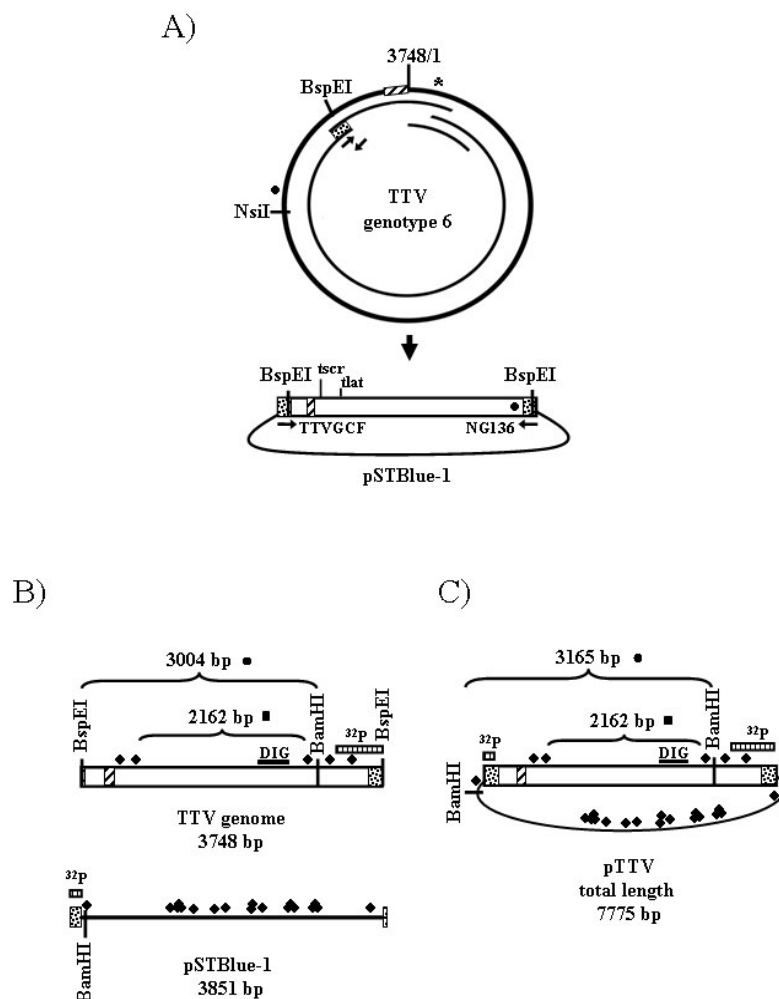 A)
3748/1
*
BspEI
NsiI
TTV
genotype 6
BspEI
tscr
tlat
BspEI
TTVGCF
NG136
pSTBlue-1
B)
3004 bp
BspEI
2162 bp
DIG
BamHI
32P
BspEI
TTV genome
3748 bp
32P
BamHI
pSTBlue-1
3851 bp
C)
3165 bp
32P
2162 bp
DIG
BamHI
32P
BamHI
pTTV
total length
7775 bp